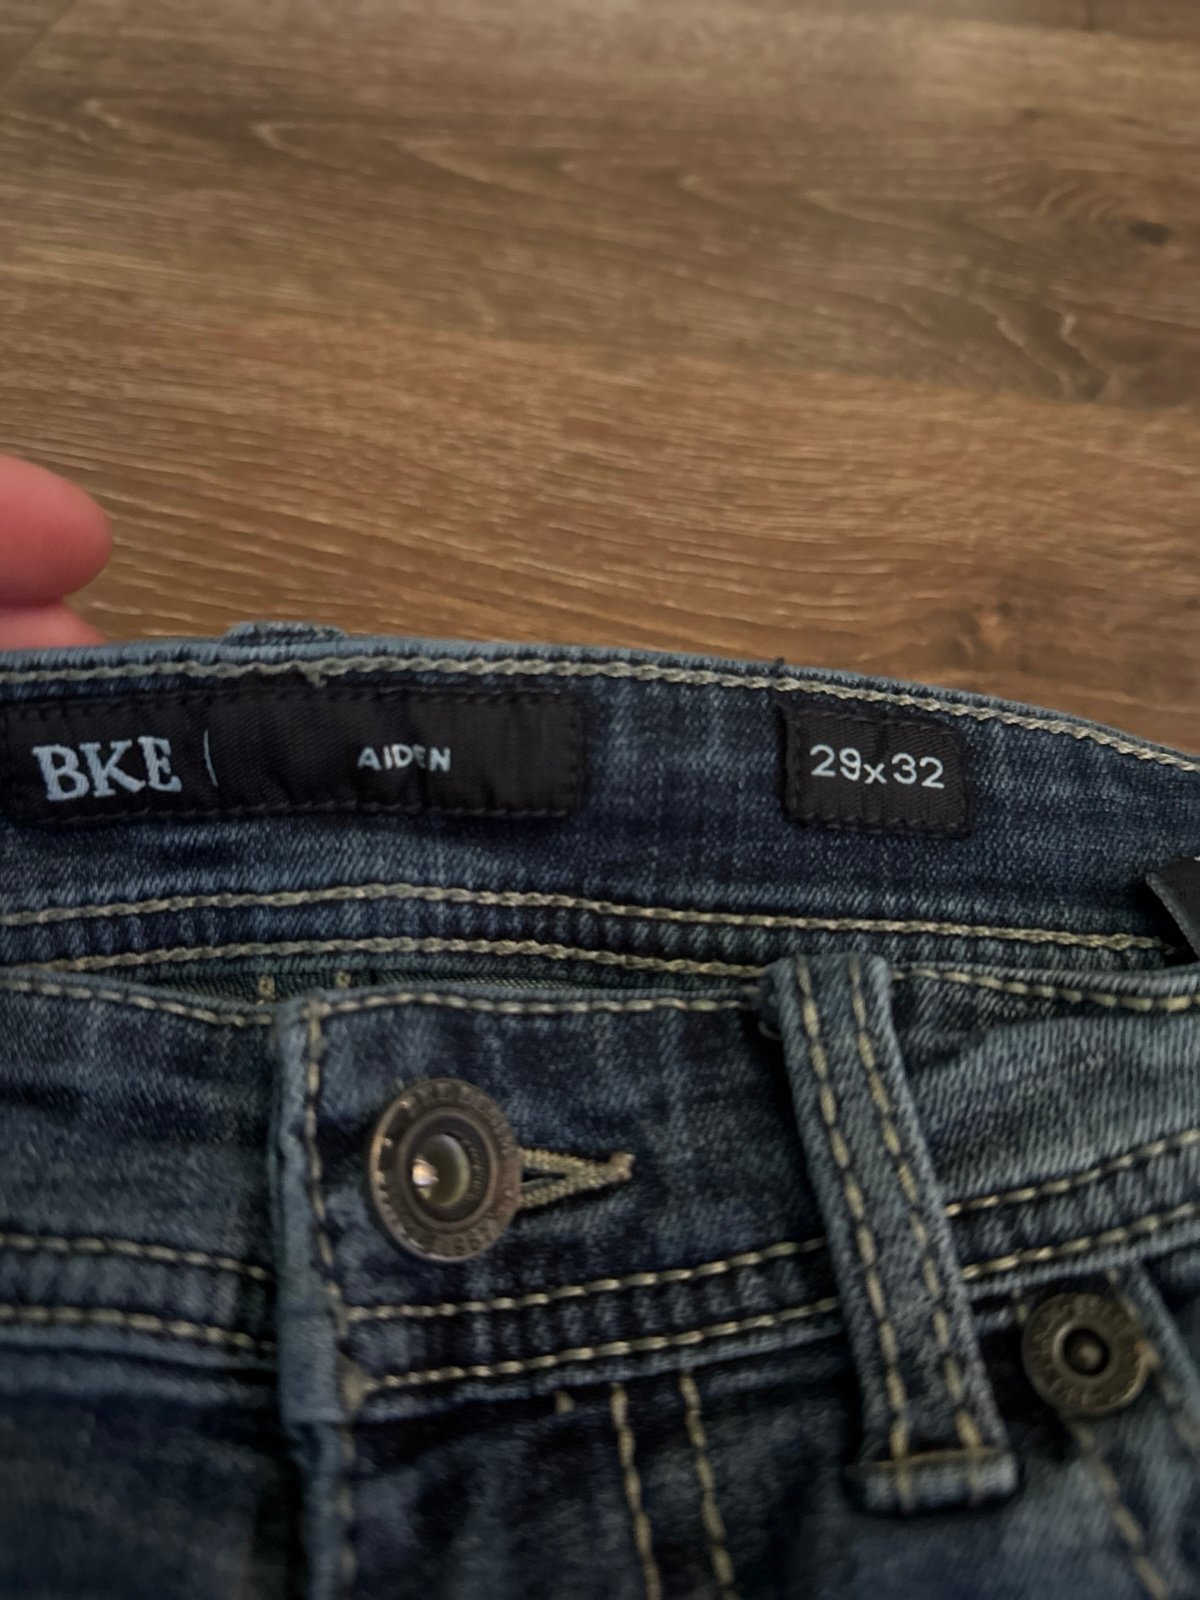 BKE | AIDEN
29x32